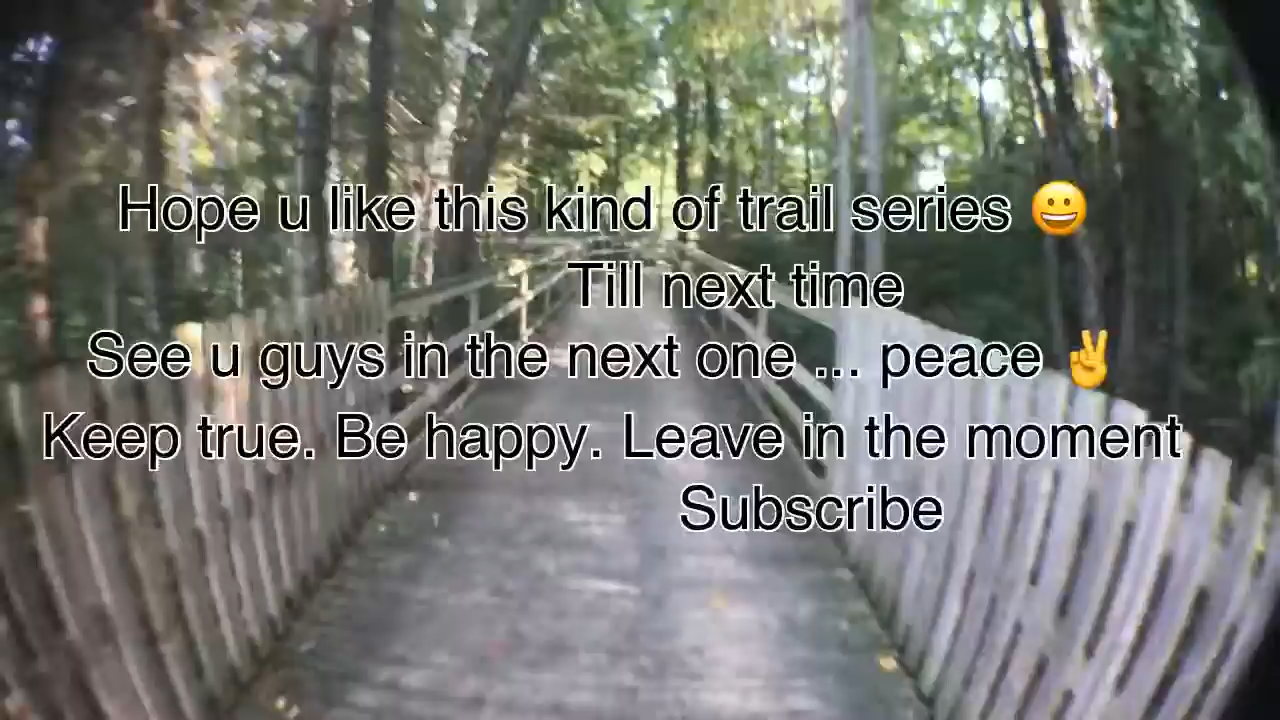 Hope u like this kind of trail series 😀
Till next time
See u guys in the next one ... peace ✌️
Keep true. Be happy. Leave in the moment
Subscribe